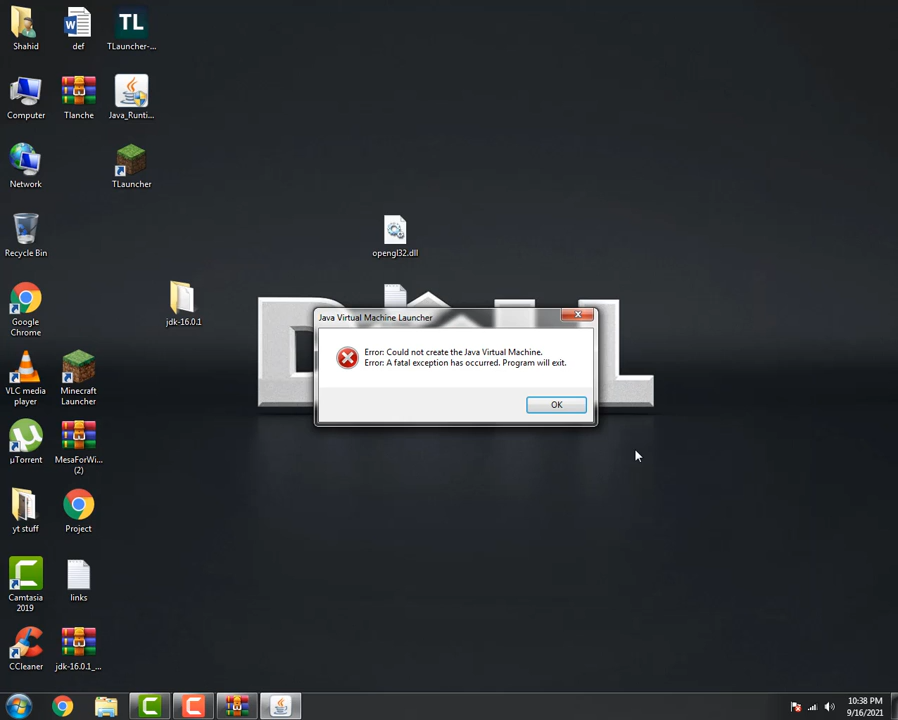 Shahid
def
TLauncher-...
TL
Computer
Tlanche
Java_Runti...
Network
TLauncher
Recycle Bin
opengl32.dll
Google
Chrome
jdk-16.0.1
Java Virtual Machine Launcher
Error: Could not create the Java Virtual Machine.
Error: A fatal exception has occurred. Program will exit.
OK
VLC media
player
Minecraft
Launcher
µTorrent
MesaForWi...
(2)
yt stuff
Project
Camtasia
2019
links
CCleaner
jdk-16.0.1_...
10:38 PM
9/16/2021